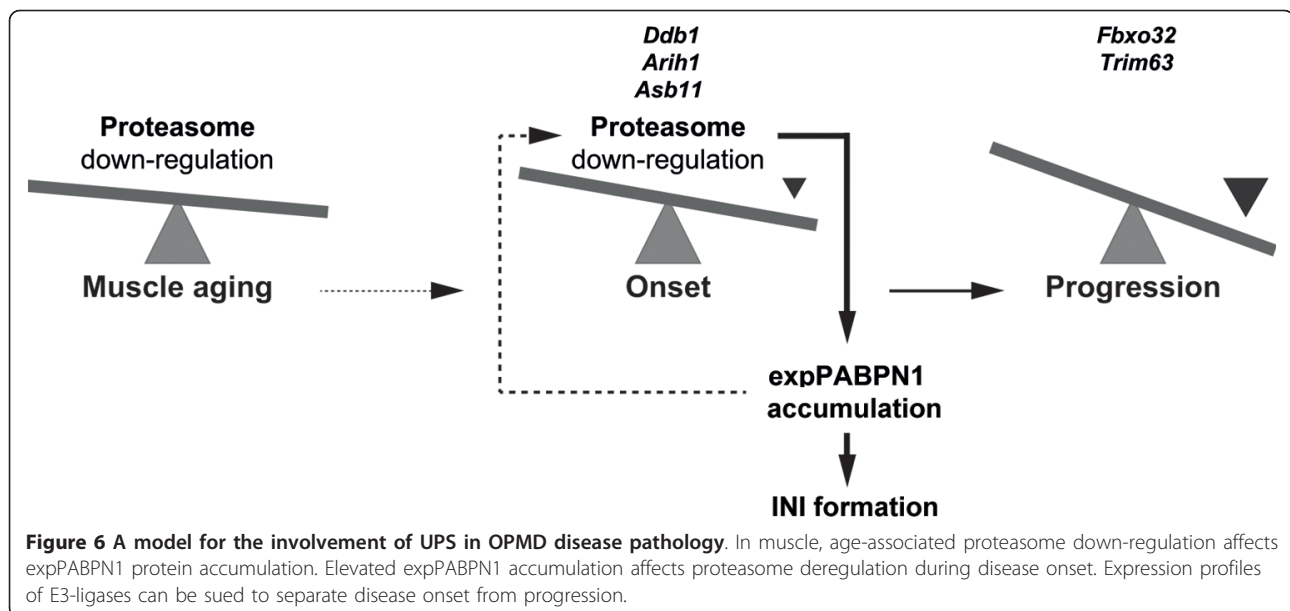 Ddb1
Arih1
Asb11
Fbxo32
Trim63
Proteasome
down-regulation
Muscle aging
Proteasome
down-regulation
Onset
Progression
expPABPN1
accumulation
INI formation
Figure 6 A model for the involvement of UPS in OPMD disease pathology. In muscle, age-associated proteasome down-regulation affects
expPABPN1 protein accumulation. Elevated expPABPN1 accumulation affects proteasome deregulation during disease onset. Expression profiles
of E3-ligases can be sued to separate disease onset from progression.